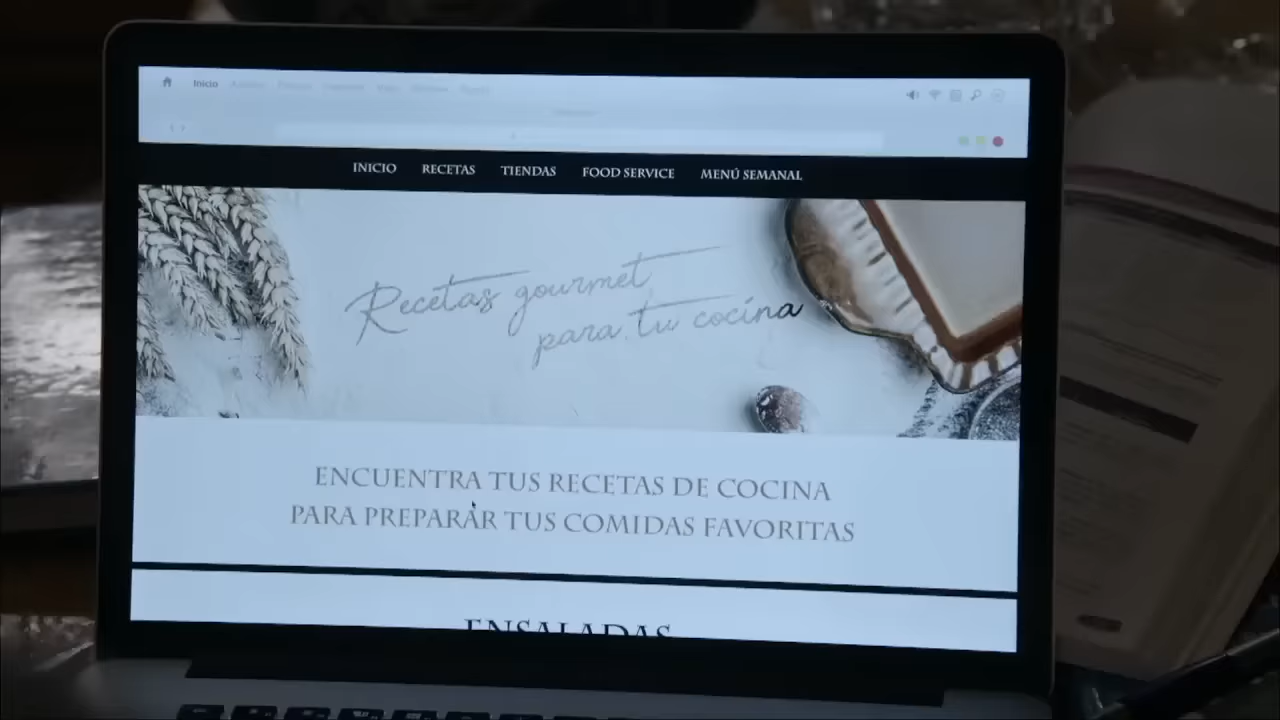 Inicio
INICIO RECETAS TIENDAS FOOD SERVICE MENÚ SEMANAL
Recetas gourmet
para tu cocina
ENCUENTRA TUS RECETAS DE COCINA
PARA PREPARAR TUS COMIDAS FAVORITAS
ENSALADAS